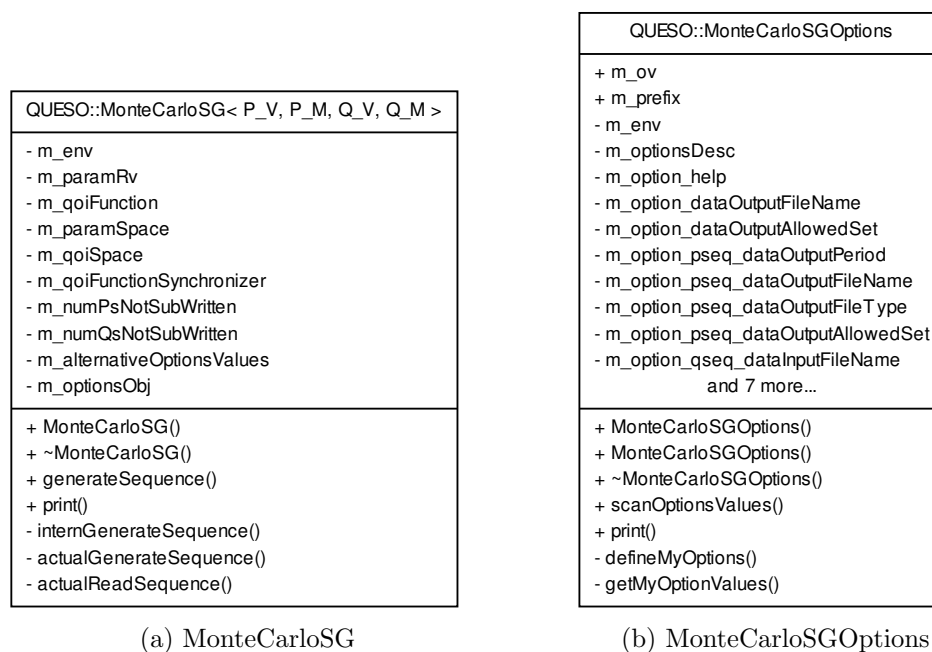 QUESO::MonteCarloSG< P_V, P_M, Q_V, Q_M >
- m_env
- m_paramRv
- m_qoiFunction
- m_paramSpace
- m_qoiSpace
- m_qoiFunctionSynchronizer
- m_numPsNotSubWritten
- m_numQsNotSubWritten
- m_alternativeOptionsValues
- m_optionsObj
+ MonteCarloSG()
+ ~MonteCarloSG()
+ generateSequence()
+ print()
- internGenerateSequence()
- actualGenerateSequence()
- actualReadSequence()
(a) MonteCarloSG
QUESO::MonteCarloSGOptions
+ m_ov
+ m_prefix
- m_env
- m_optionsDesc
- m_option_help
- m_option_dataOutputFileName
- m_option_dataOutputAllowedSet
- m_option_pseq_dataOutputPeriod
- m_option_pseq_dataOutputFileName
- m_option_pseq_dataOutputFileType
- m_option_pseq_dataOutputAllowedSet
- m_option_qseq_dataInputFileName
and 7 more...
+ MonteCarloSGOptions()
+ MonteCarloSGOptions()
+ ~MonteCarloSGOptions()
+ scanOptionsValues()
+ print()
- defineMyOptions()
- getMyOptionValues()
(b) MonteCarloSGOptions